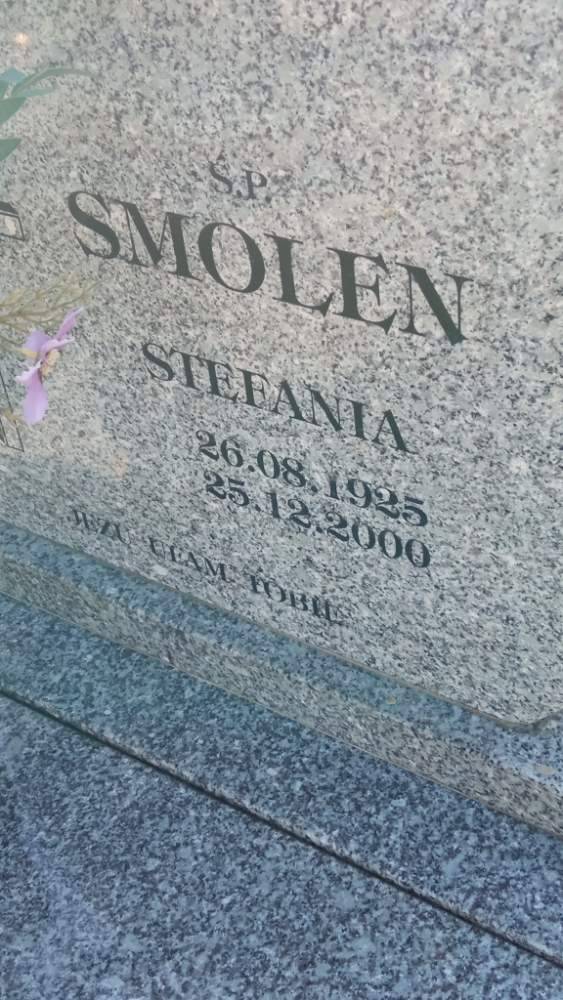 Ś.P.
SMOLEN
STEFANIA
26.08.1925
25.12.2000
JEZU UFAM TOBIE